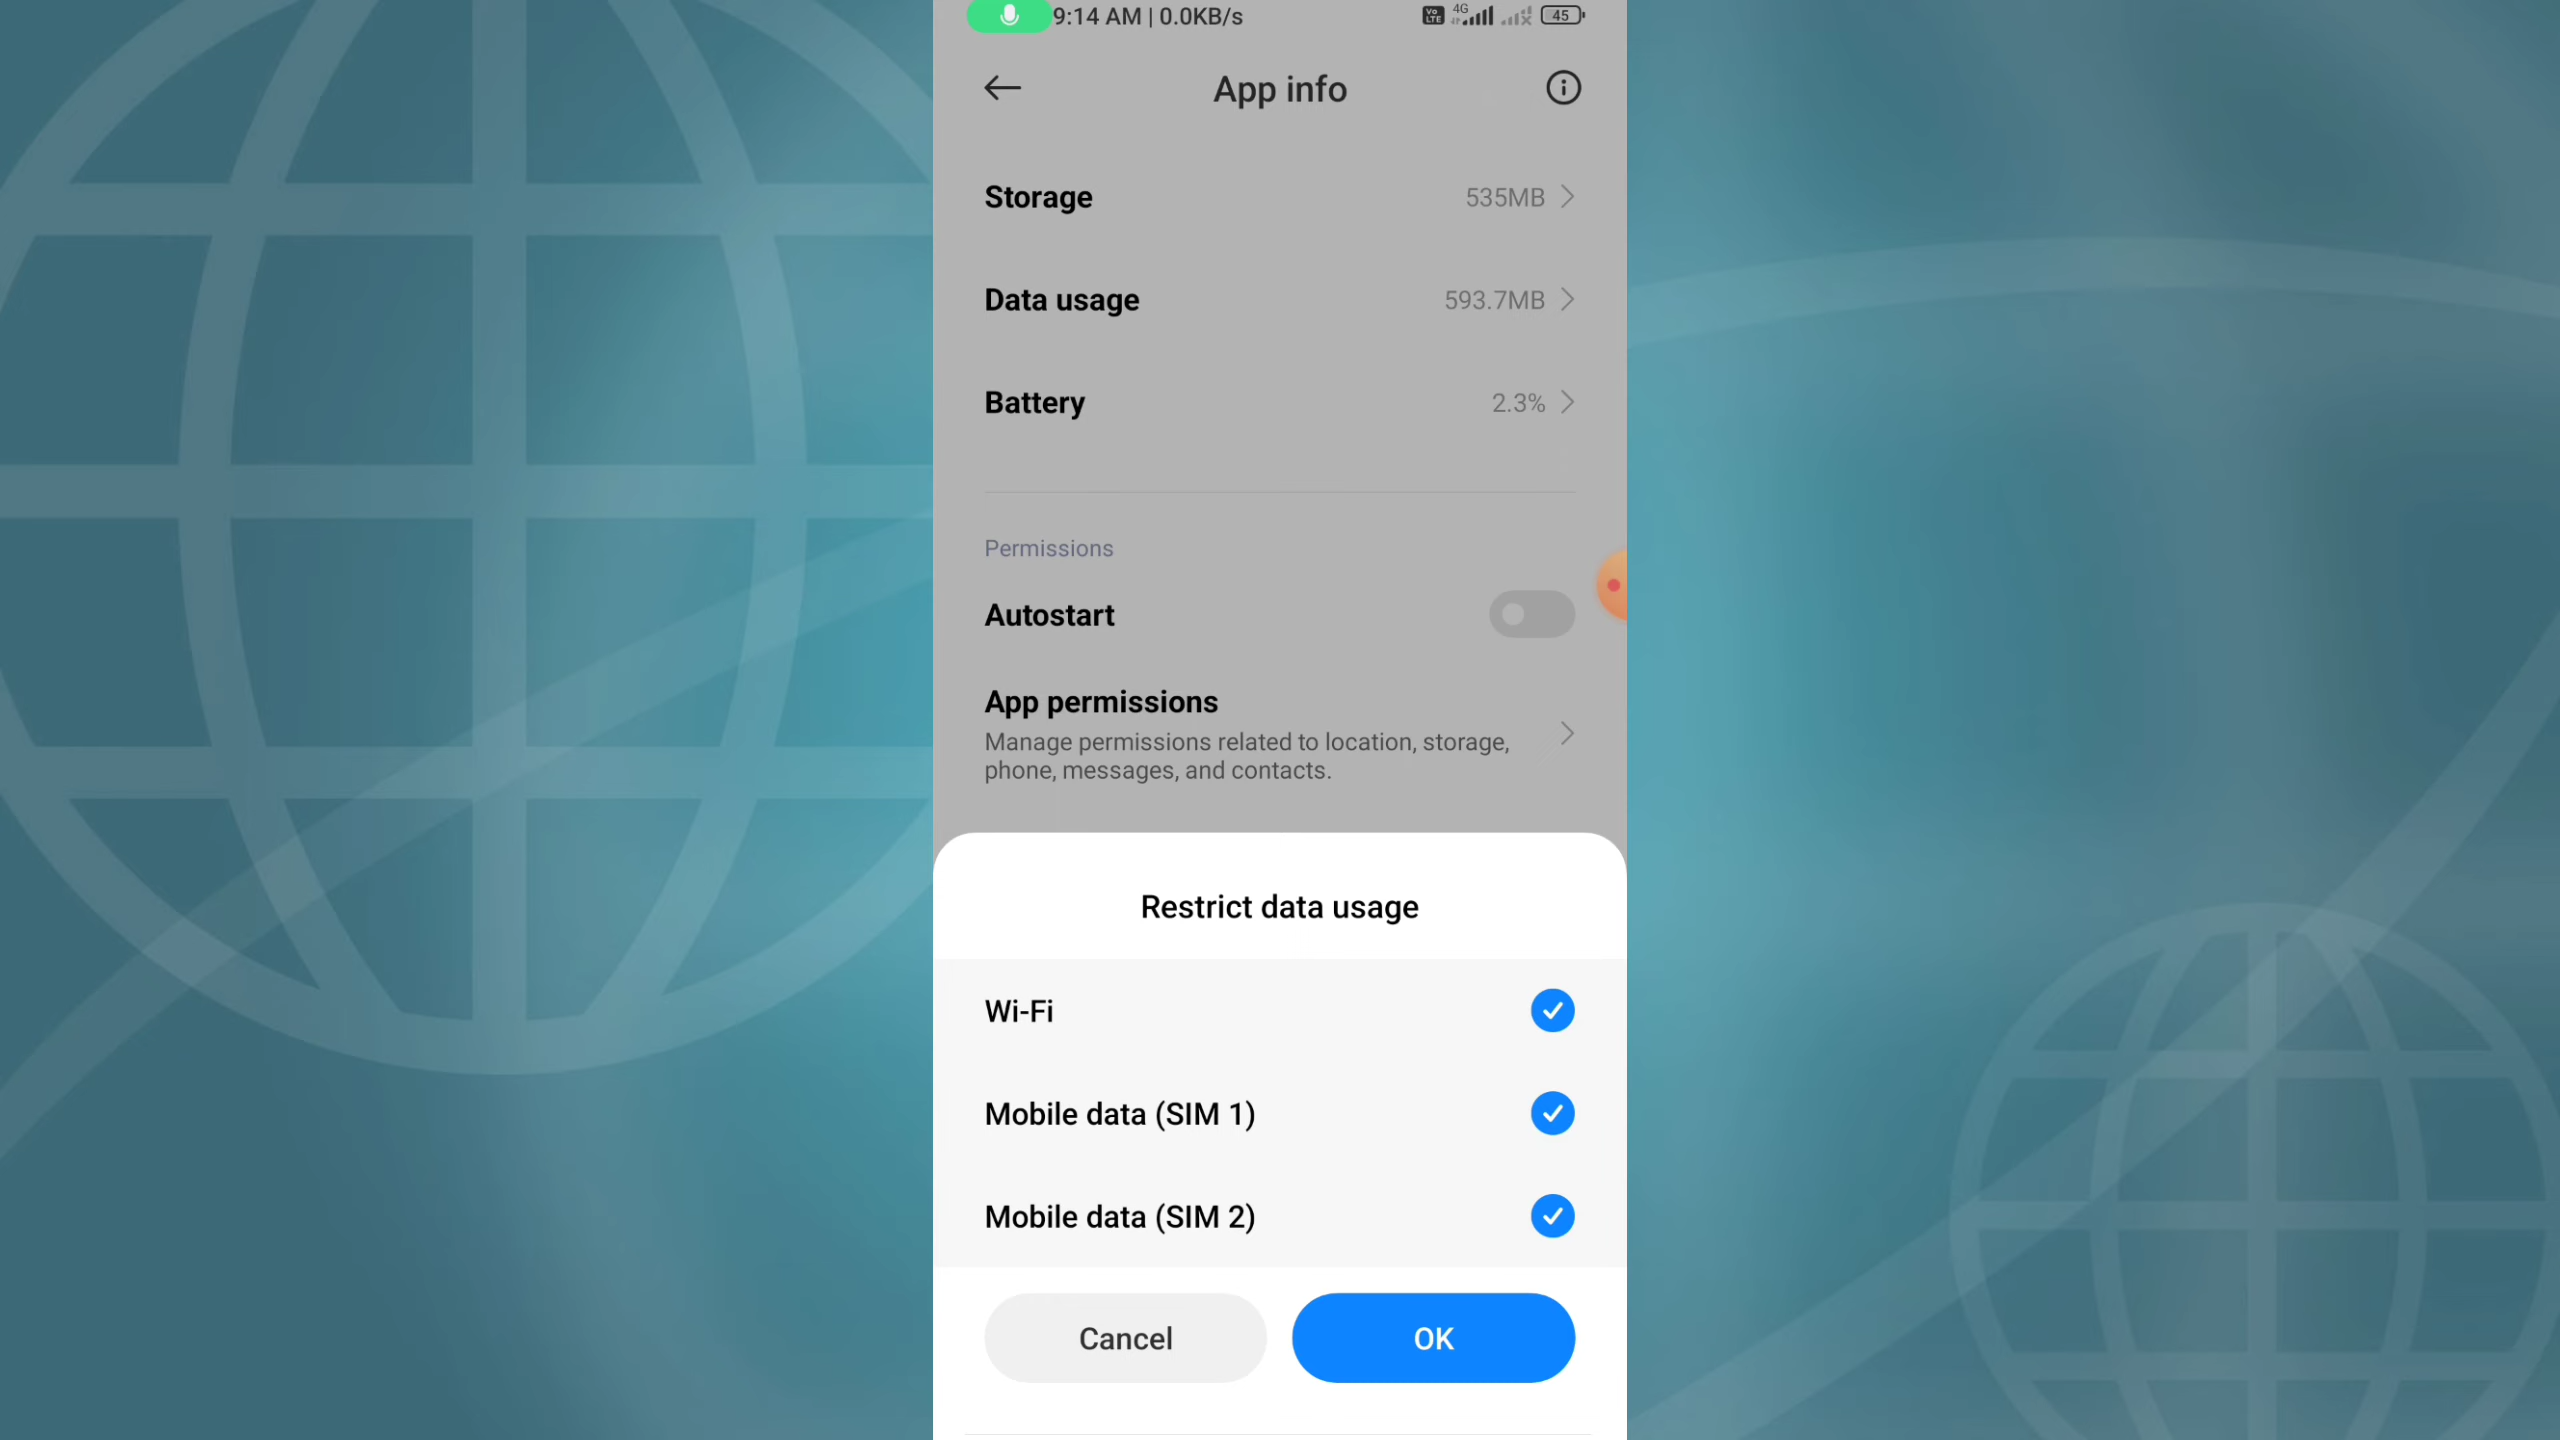 9:14 AM | 0.0KB/s
Vo LTE 4G 45
App info
Storage 535MB
Data usage 593.7MB
Battery 2.3%
Permissions
Autostart
App permissions
Manage permissions related to location, storage,
phone, messages, and contacts.
Restrict data usage
Wi-Fi
Mobile data (SIM 1)
Mobile data (SIM 2)
Cancel OK